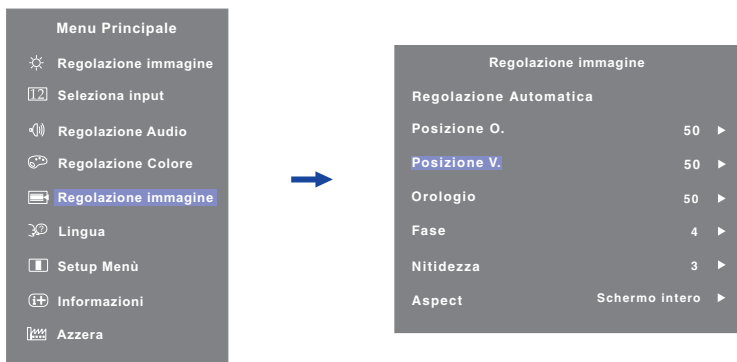 Menu Principale
Regolazione immagine
12 Seleziona input
Regolazione Audio
Regolazione Colore
Regolazione immagine
Lingua
Setup Menù
Informazioni
Azzera
Regolazione immagine
Regolazione Automatica
Posizione O. 50
Posizione V. 50
Orologio 50
Fase 4
Nitidezza 3
Aspect Schermo intero